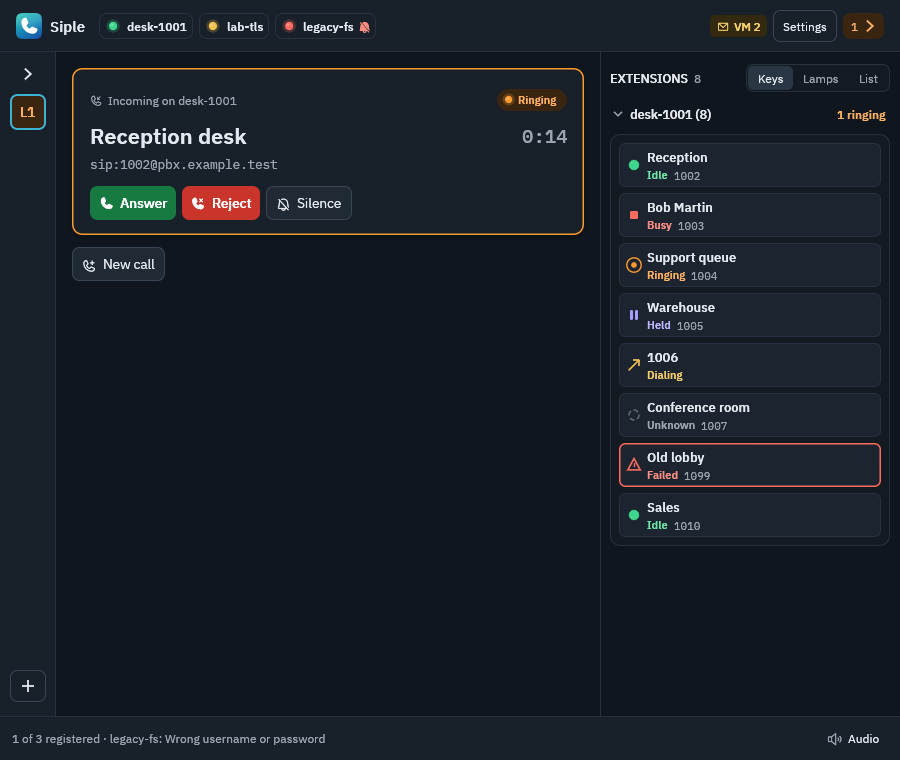 Siple
desk-1001
lab-tls
legacy-fs
VM 2
Settings
1
L1
Incoming on desk-1001
Ringing
Reception desk
0:14
sip:1002@pbx.example.test
Answer
Reject
Silence
New call
EXTENSIONS 8
Keys
Lamps
List
desk-1001 (8)
1 ringing
Reception
Idle 1002
Bob Martin
Busy 1003
Support queue
Ringing 1004
Warehouse
Held 1005
1006
Dialing
Conference room
Unknown 1007
Old lobby
Failed 1099
Sales
Idle 1010
1 of 3 registered · legacy-fs: Wrong username or password
Audio